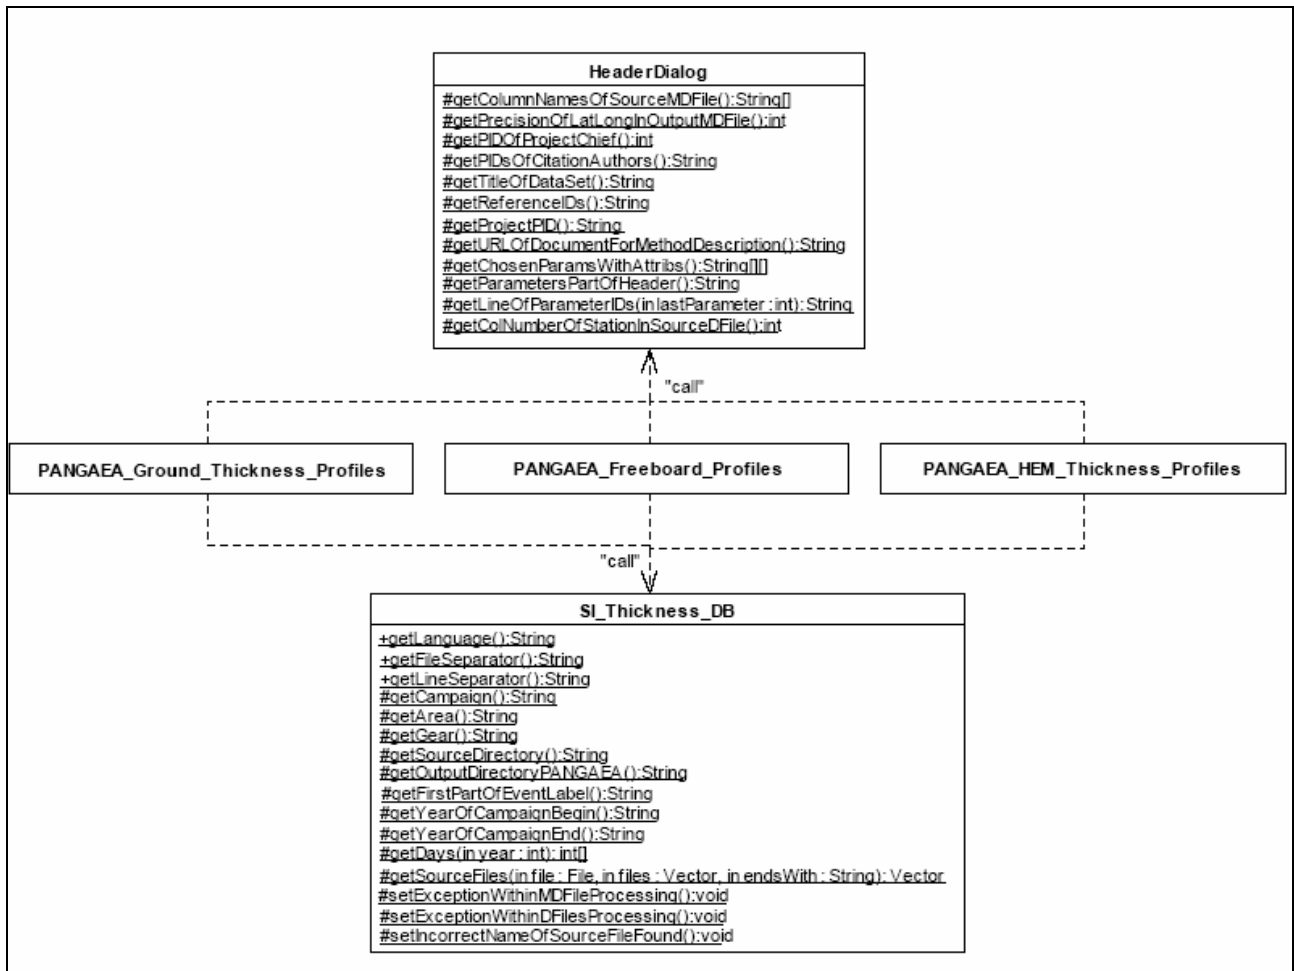 HeaderDialog
#getColumnNamesOfSourceMDFile():String[]
#getPrecisionOfLatLongInOutputMDFile():int
#getPIDOfProjectChief():int
#getPIDsOfCitationAuthors():String
#getTitleOfDataSet():String
#getReferenceIDs():String
#getProjectPID():String
#getURLOfDocumentForMethodDescription():String
#getChosenParamsWithAttribs():String[][]
#getParametersPartOfHeader():String
#getLineOfParameterIDs(in lastParameter : int): String
#getColNumberOfStationInSourceDFile():int
"call"
PANGAEA_Ground_Thickness_Profiles
PANGAEA_Freeboard_Profiles
PANGAEA_HEM_Thickness_Profiles
"call"
SI_Thickness_DB
+getLanguage():String
+getFileSeparator():String
+getLineSeparator():String
#getCampaign():String
#getArea():String
#getGear():String
#getSourceDirectory():String
#getOutputDirectoryPANGAEA():String
#getFirstPartOfEventLabel():String
#getYearOfCampaignBegin():String
#getYearOfCampaignEnd():String
#getDays(in year : int): int[]
#getSourceFiles(in file : File, in files : Vector, in endsWith : String): Vector
#setExceptionWithinMDFileProcessing():void
#setExceptionWithinDFilesProcessing():void
#setIncorrectNameOfSourceFileFound():void